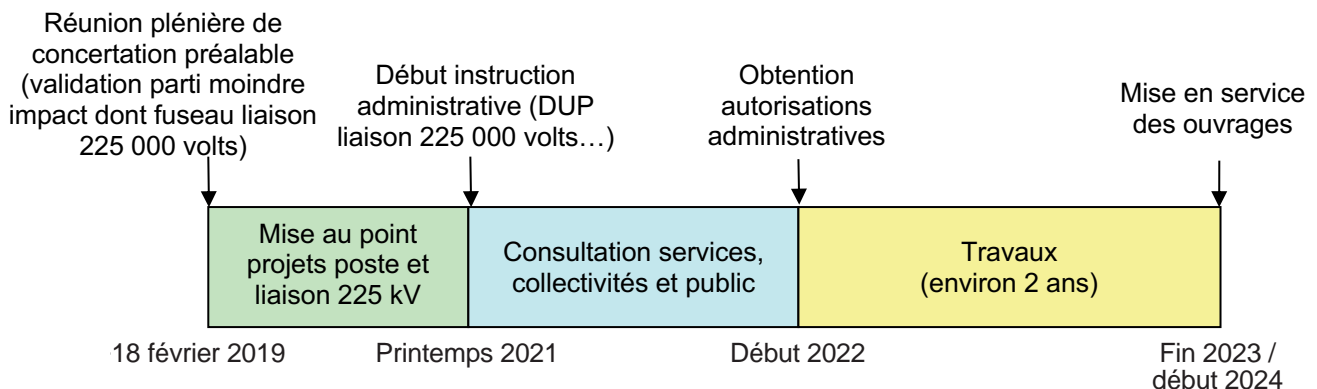 Réunion plénière de
concertation préalable
(validation parti moindre
impact dont fuseau liaison
225 000 volts)
Début instruction
administrative (DUP
liaison 225 000 volts…)
Obtention
autorisations
administratives
Mise en service
des ouvrages
Mise au point
projets poste et
liaison 225 kV
Consultation services,
collectivités et public
Travaux
(environ 2 ans)
18 février 2019
Printemps 2021
Début 2022
Fin 2023 /
début 2024